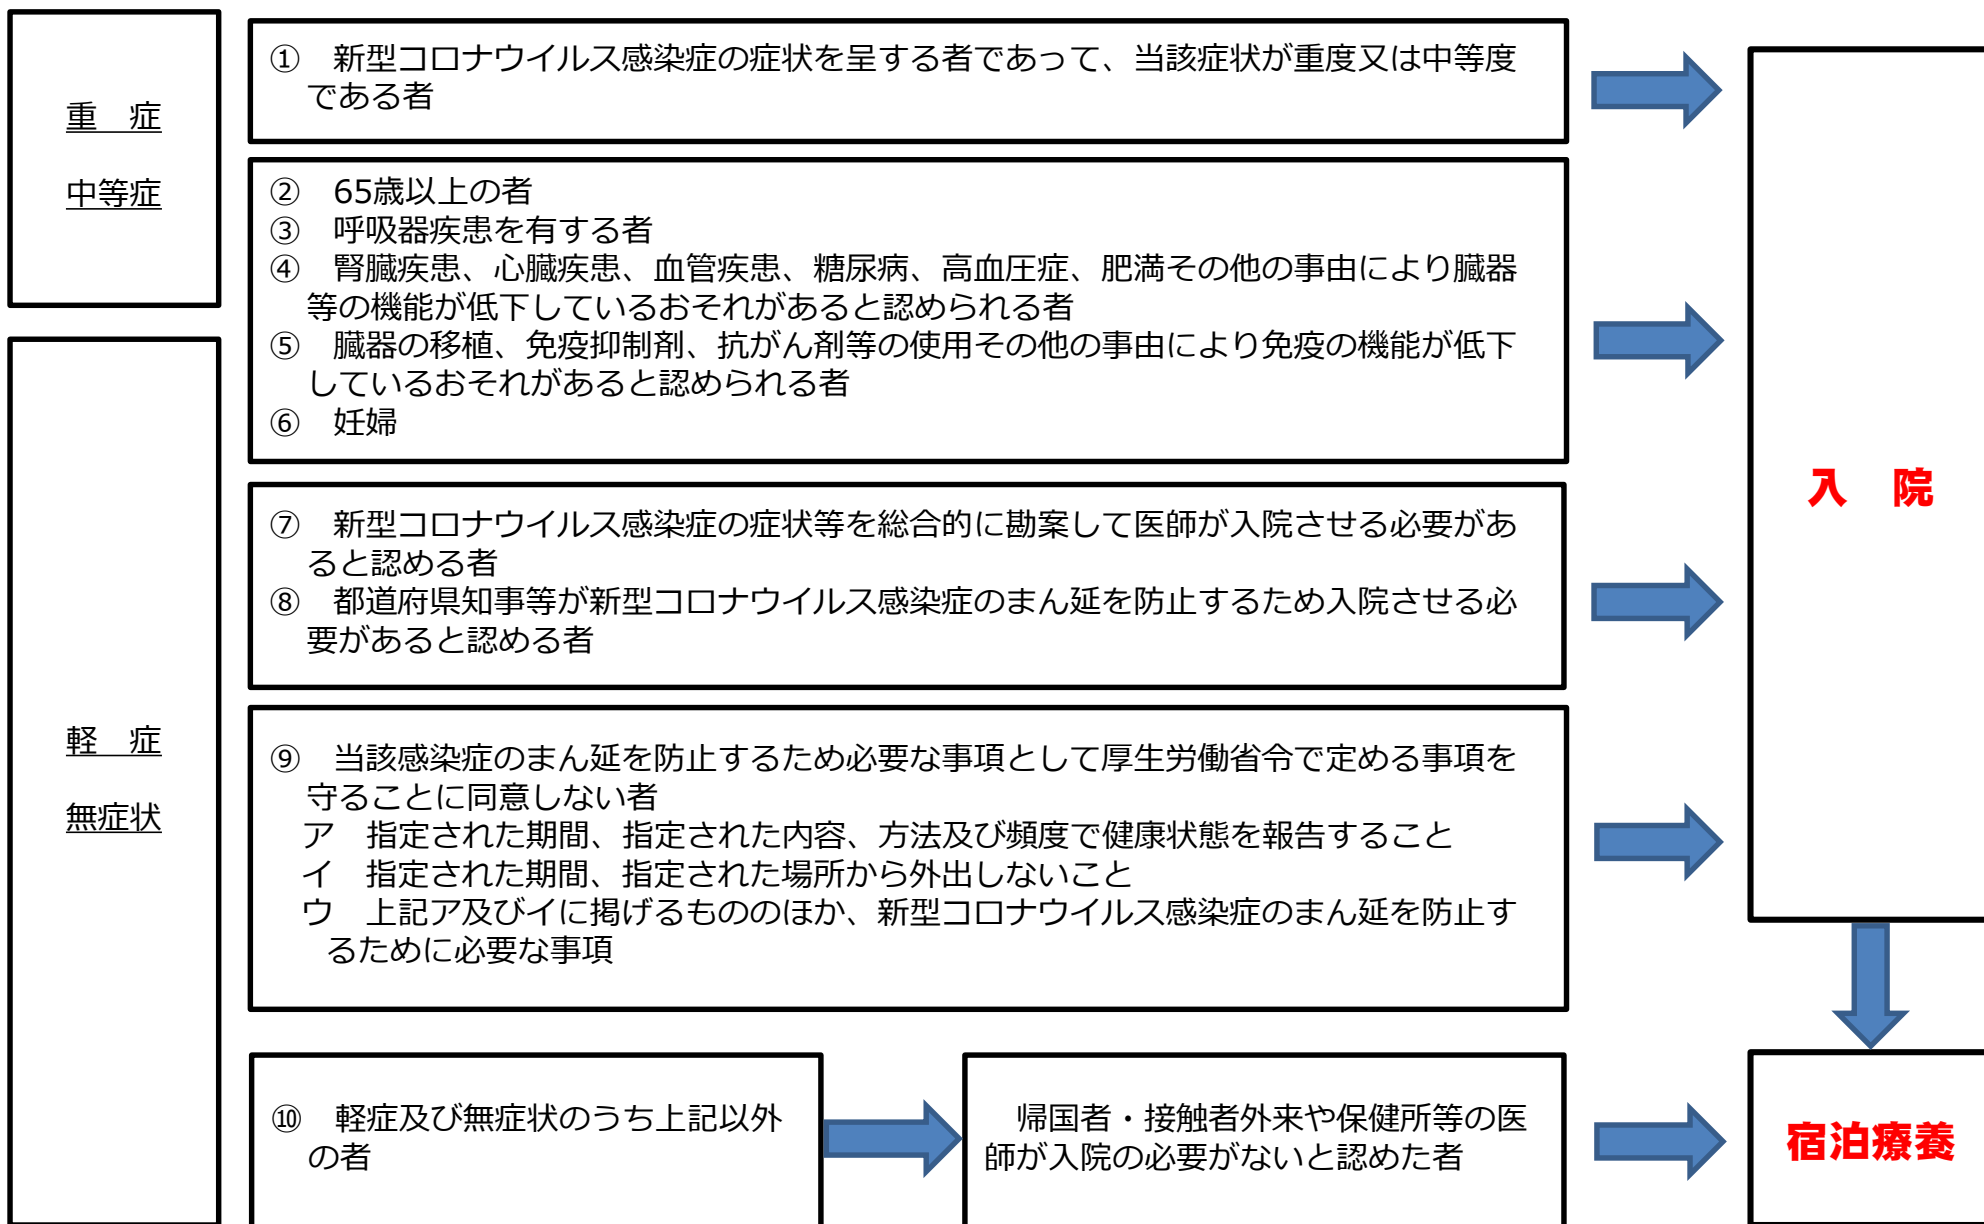 重　症
中等症
①　新型コロナウイルス感染症の症状を呈する者であって、当該症状が重度又は中等度
である者
②　65歳以上の者
③　呼吸器疾患を有する者
④　腎臓疾患、心臓疾患、血管疾患、糖尿病、高血圧症、肥満その他の事由により臓器
等の機能が低下しているおそれがあると認められる者
⑤　臓器の移植、免疫抑制剤、抗がん剤等の使用その他の事由により免疫の機能が低下
しているおそれがあると認められる者
⑥　妊婦
⑦　新型コロナウイルス感染症の症状等を総合的に勘案して医師が入院させる必要があ
ると認める者
⑧　都道府県知事等が新型コロナウイルス感染症のまん延を防止するため入院させる必
要があると認める者
入　院
軽　症
無症状
⑨　当該感染症のまん延を防止するため必要な事項として厚生労働省令で定める事項を
守ることに同意しない者
ア　指定された期間、指定された内容、方法及び頻度で健康状態を報告すること
イ　指定された期間、指定された場所から外出しないこと
ウ　上記ア及びイに掲げるもののほか、新型コロナウイルス感染症のまん延を防止す
るために必要な事項
⑩　軽症及び無症状のうち上記以外
の者
帰国者・接触者外来や保健所等の医
師が入院の必要がないと認めた者
宿泊療養